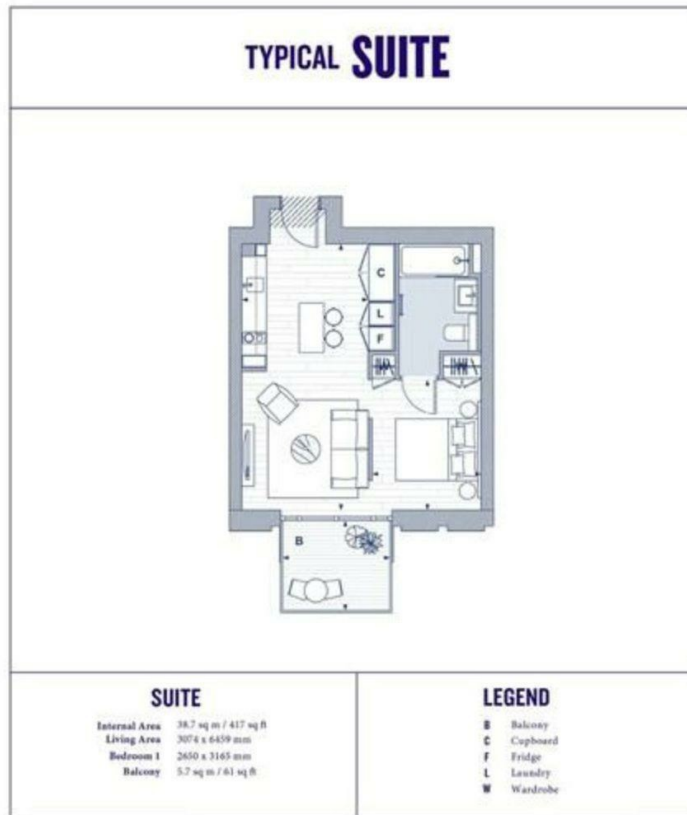 TYPICAL SUITE
C
L
F
B
SUITE
Internal Area 38.7 sq m / 417 sq ft
Living Area 3074 x 6459 mm
Bedroom 1 2650 x 3165 mm
Balcony 5.7 sq m / 61 sq ft
LEGEND
B Balcony
C Cupboard
F Fridge
L Laundry
W Wardrobe